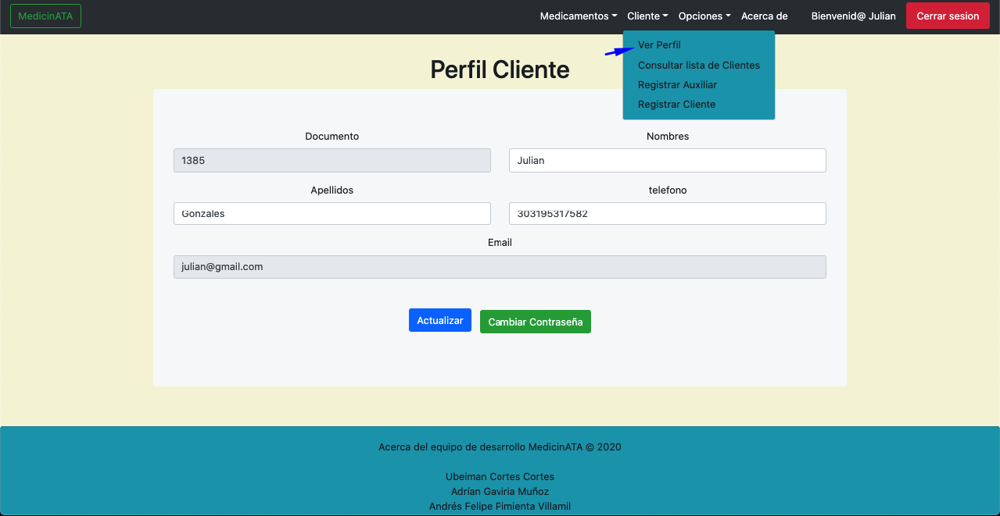 MedicinATA
Medicamentos Cliente Opciones Acerca de Bienvenid@ Julian Cerrar sesion
Ver Perfil
Consultar lista de Clientes
Registrar Auxiliar
Registrar Cliente
Perfil Cliente
Documento Nombres
1385 Julian
Apellidos telefono
Gonzales 303195317582
Email
julian@gmail.com
Actualizar Cambiar Contraseña
Acerca del equipo de desarrollo MedicinATA © 2020
Ubeiman Cortes Cortes
Adrían Gaviria Muñoz
Andrés Felipe Pimienta Villamil